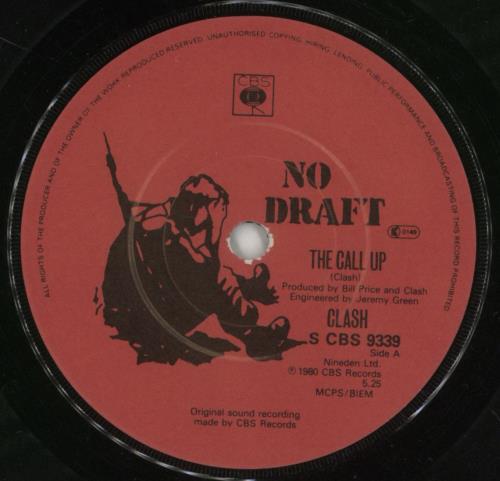 ALL RIGHTS OF THE PRODUCER AND OF THE OWNER OF THE WORK REPRODUCED RESERVED. UNAUTHORISED COPYING, HIRING, LENDING, PUBLIC PERFORMANCE AND BROADCASTING OF THIS RECORD PROHIBITED
CBS
NO
DRAFT
THE CALL UP
(Clash)
Produced by Bill Price and Clash
Engineered by Jeremy Green
CLASH
S CBS 9339
Side A
Nineden Ltd.
℗ 1980 CBS Records
5.25
MCPS/BIEM
Original sound recording
made by CBS Records